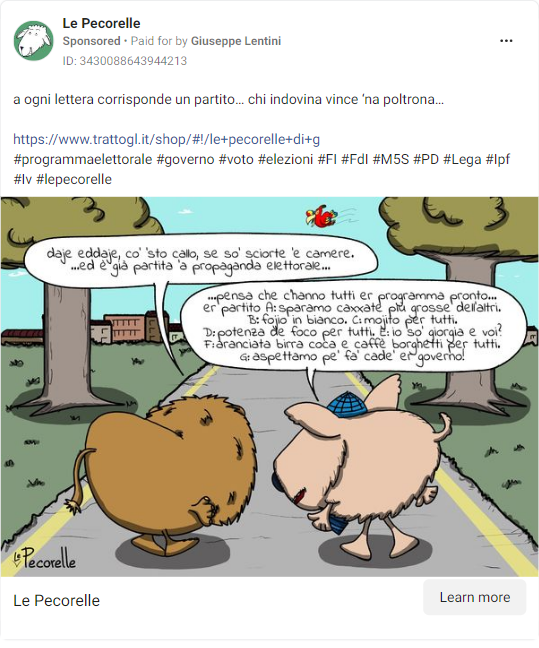 Le Pecorelle
Sponsored • Paid for by Giuseppe Lentini
ID: 3430088643944213
a ogni lettera corrisponde un partito... chi indovina vince 'na poltrona...
https://www.trattogl.it/shop/#!/le+pecorelle+di+g
#programmaelettorale #governo #voto #elezioni #FI #FdI #M5S #PD #Lega #Ipf
#Iv #lepecorelle
daje eddaje, co' 'sto callo, se so' sciorte 'e camere.
...ed è già partita 'a propaganda elettorale...
...pensa che c'hanno tutti er programma pronto...
er partito A: sparamo caxxate più grosse dell'altri.
B: fojo' in bianco. C: mojito per tutti.
D: potenza de foco per tutti. E: io so' giorgia e voi?
F: aranciata birra coca e caffè borghetti per tutti.
G: aspettamo pe' fa' cade' er governo!
Le Pecorelle
Le Pecorelle
Learn more